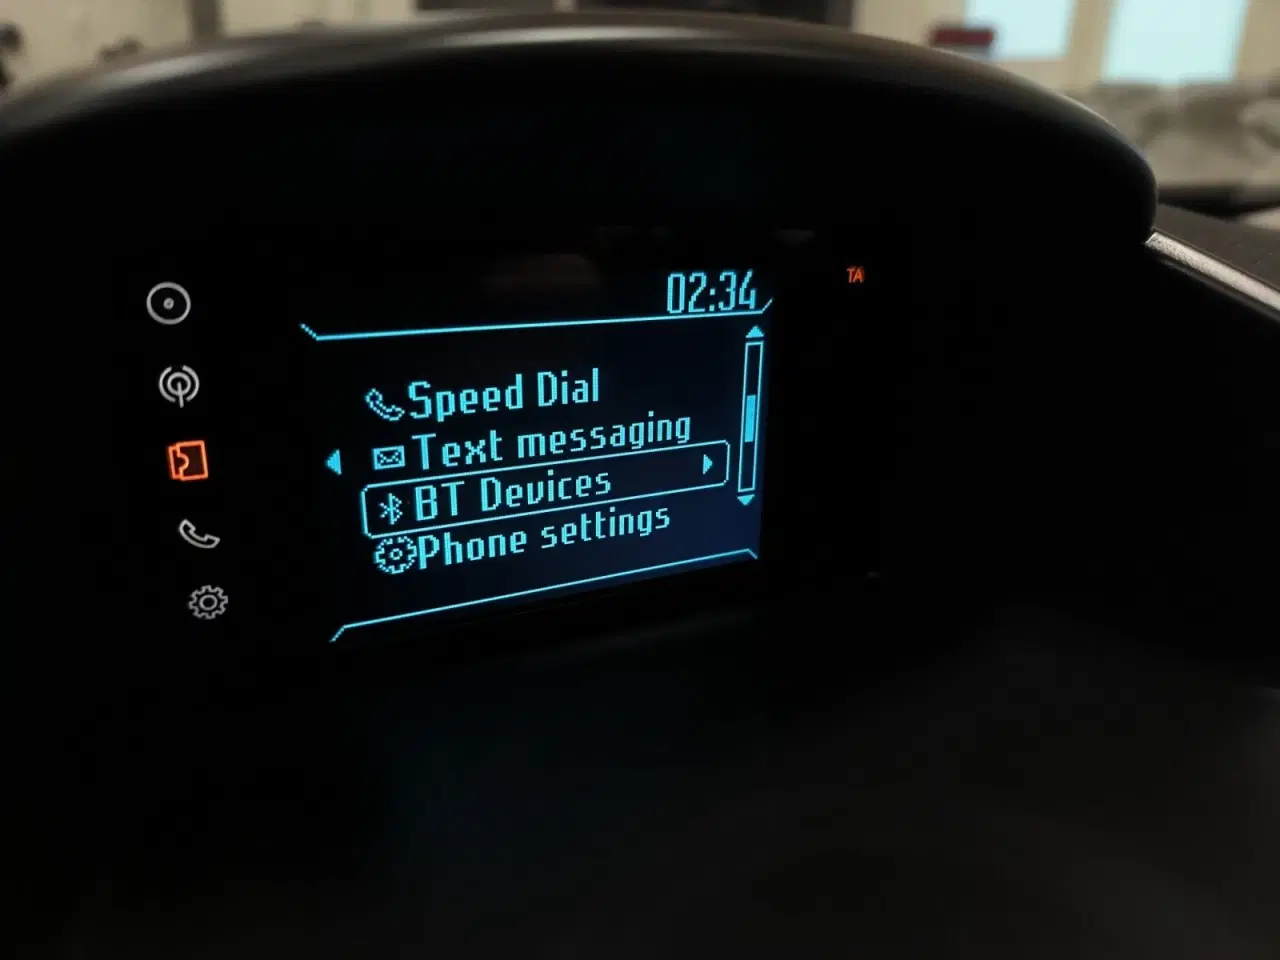 02:34
TA
Speed Dial
Text messaging
BT Devices
Phone settings